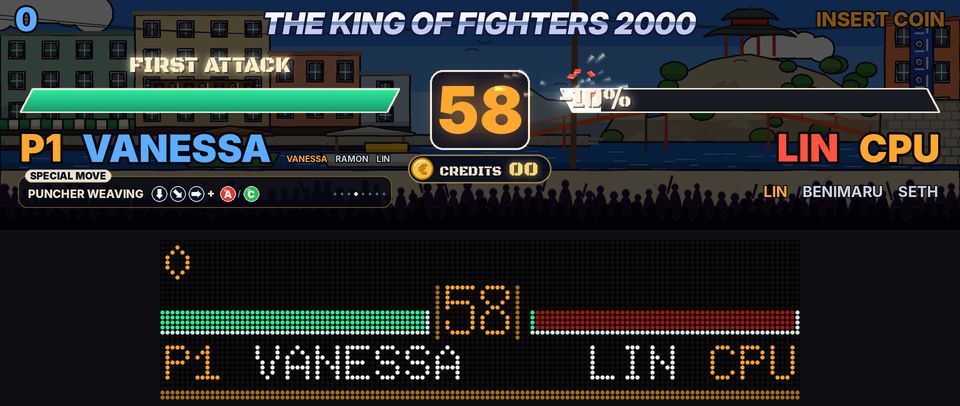 0
THE KING OF FIGHTERS 2000
INSERT COIN
FIRST ATTACK
58
P1 VANESSA
VANESSA RAMON LIN
LIN CPU
CREDITS 00
SPECIAL MOVE
PUNCHER WEAVING + A / C
LIN BENIMARU SETH
0
58
P1 VANESSA LIN CPU